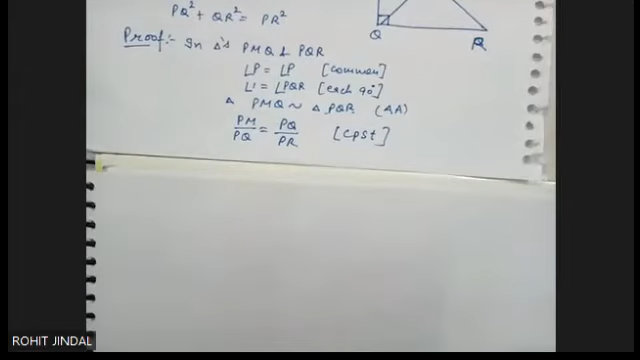 PQ² + QR² = PR²
Q
R
Proof:- In Δ's PMQ & PQR
∠P = ∠P [common]
∠1 = ∠PQR [each 90°]
Δ PMQ ~ Δ PQR (AA)
PM/PQ = PQ/PR [cpst]
ROHIT JINDAL